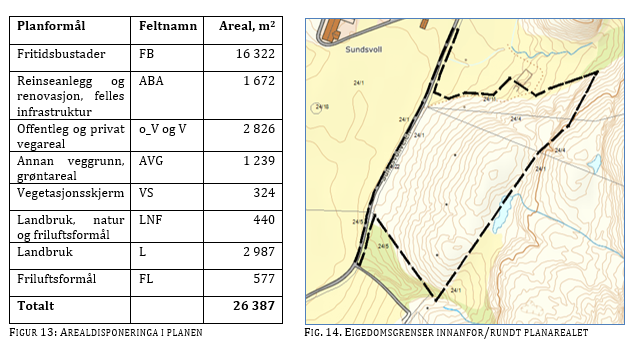 Planformål Feltnamn Areal, m²
Fritidsbustader FB 16 322
Reinseanlegg og ABA 1 672
renovasjon, felles
infrastruktur
Offentleg og privat o_V og V 2 826
vegareal
Annan veggrunn, AVG 1 239
grøntareal
Vegetasjonsskjerm VS 324
Landbruk, natur LNF 440
og friluftsformål
Landbruk L 2 987
Friluftsformål FL 577
Totalt 26 387
FIGUR 13: AREALDISPONERINGA I PLANEN
Sundsvoll
24/1
24/18
24/1
24/1
24/4
24/1
24/5
24/5
24/1
24/1
FIG. 14. EIGEDOMSGRENSER INNANFOR/RUNDT PLANAREALET